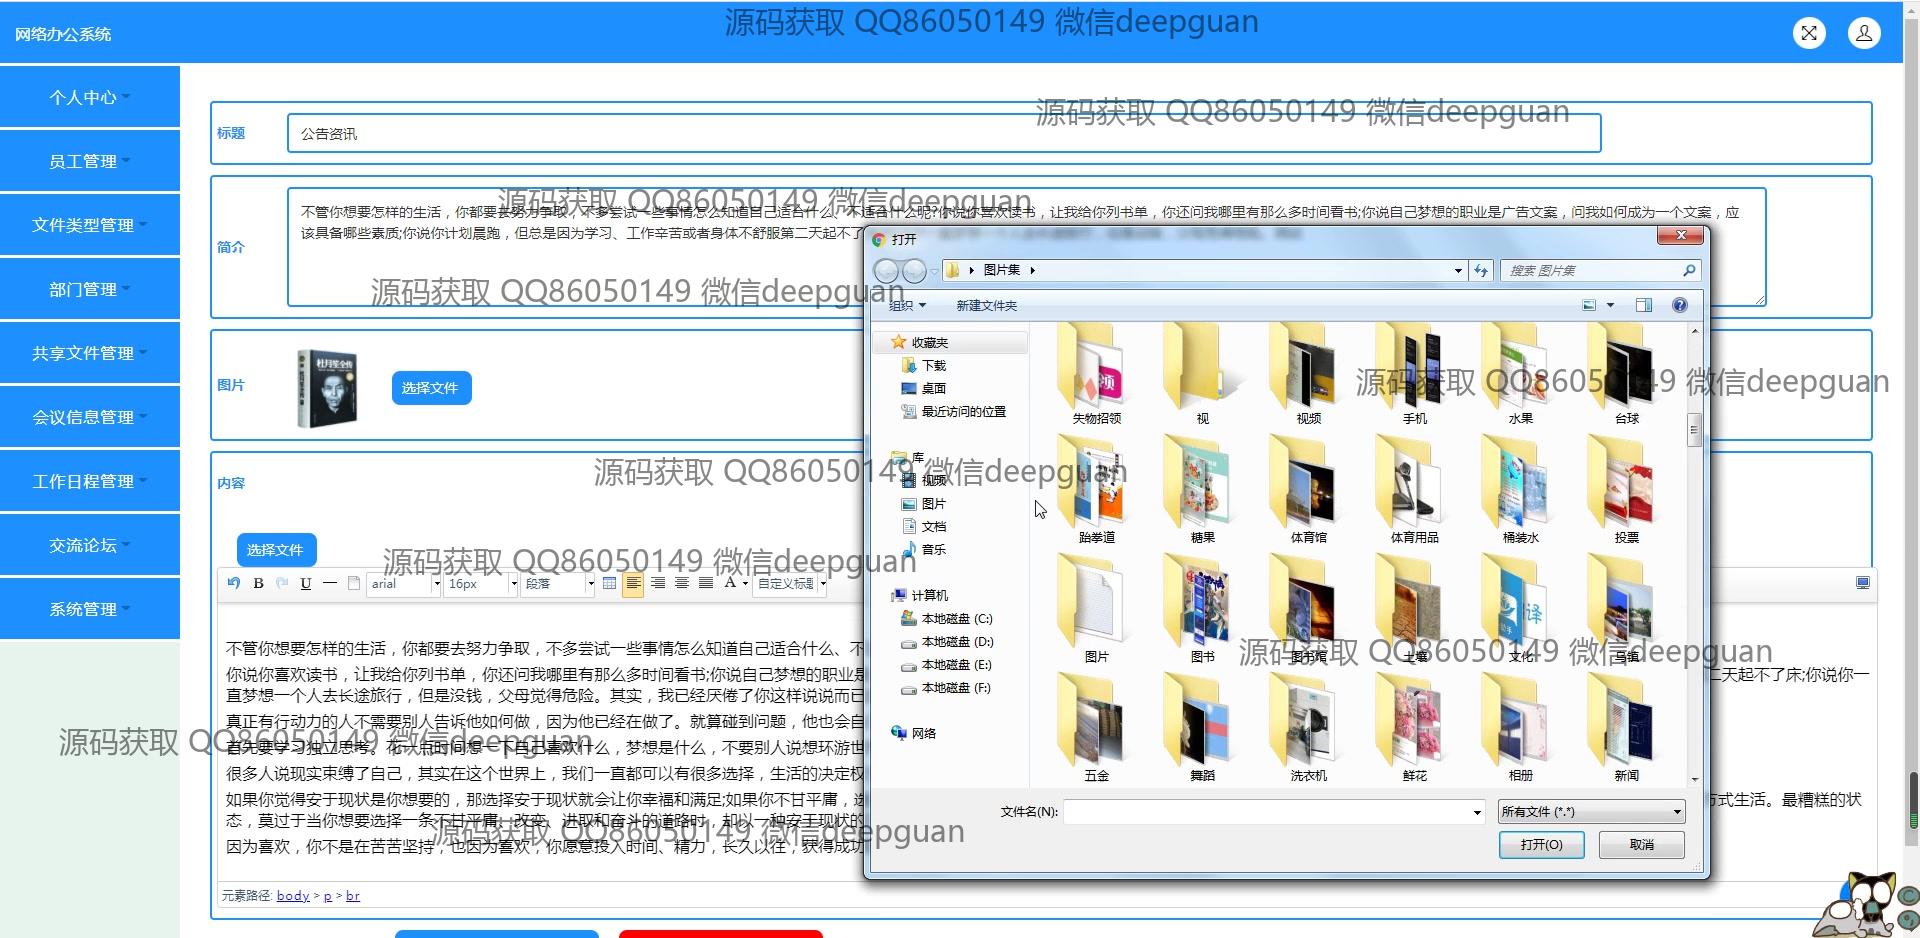 源码获取 QQ86050149 微信deepguan
网络办公系统
个人中心
员工管理
文件类型管理
部门管理
共享文件管理
会议信息管理
工作日程管理
交流论坛
系统管理
源码获取 QQ86050149 微信deepguan
标题
公告资讯
源码获取 QQ86050149 微信deepguan
简介
不管你想要怎样的生活，你都要去努力争取，不多尝试一些事情怎么知道自己适合什么、不适合什么呢?你说你喜欢读书，让我给你列书单，你还问我哪里有那么多时间看书;你说自己梦想的职业是广告文案，问我如何成为一个文案，应
该具备哪些素质;你说你计划晨跑，但总是因为学习、工作辛苦或者身体不舒服第二天起不了
源码获取 QQ86050149 微信deepguan
图片
杜月笙全传
选择文件
源码获取 QQ86050149 微信deepguan
内容
选择文件
源码获取 QQ86050149 微信deepguan
B U arial 16px 段落 A 自定义标题
不管你想要怎样的生活，你都要去努力争取，不多尝试一些事情怎么知道自己适合什么、不
你说你喜欢读书，让我给你列书单，你还问我哪里有那么多时间看书;你说自己梦想的职业是
二天起不了床;你说你一
直梦想一个人去长途旅行，但是没钱，父母觉得危险。其实，我已经厌倦了你这样说说而已
真正有行动力的人不需要别人告诉他如何做，因为他已经在做了。就算碰到问题，他也会自
首先要学习独立思考。花一点时间想一下自己喜欢什么，梦想是什么，不要别人说想环游世
源码获取 QQ86050149 微信deepguan
很多人说现实束缚了自己，其实在这个世界上，我们一直都可以有很多选择，生活的决定权
如果你觉得安于现状是你想要的，那选择安于现状就会让你幸福和满足;如果你不甘平庸，选
方式生活。最糟糕的状
态，莫过于当你想要选择一条不甘平庸、改变、进取和奋斗的道路时，却以一种安于现状的
源码获取 QQ86050149 微信deepguan
因为喜欢，你不是在苦苦坚持，也因为喜欢，你愿意投入时间、精力，长久以往，获得成功
元素路径: body > p > br
打开
图片集
搜索 图片集
组织
新建文件夹
收藏夹
下载
桌面
最近访问的位置
库
视频
图片
文档
音乐
计算机
本地磁盘 (C:)
本地磁盘 (D:)
本地磁盘 (E:)
本地磁盘 (F:)
网络
失物招领 视 视频 手机 水果 台球
源码获取 QQ86050149 微信deepguan
跆拳道 糖果 体育馆 体育用品 桶装水 投票
图片 图书 图书馆 土壤 文化 乌镇
源码获取 QQ86050149 微信deepguan
五金 舞蹈 洗衣机 鲜花 相册 新闻
文件名(N):
所有文件 (*.*)
打开(O)
取消